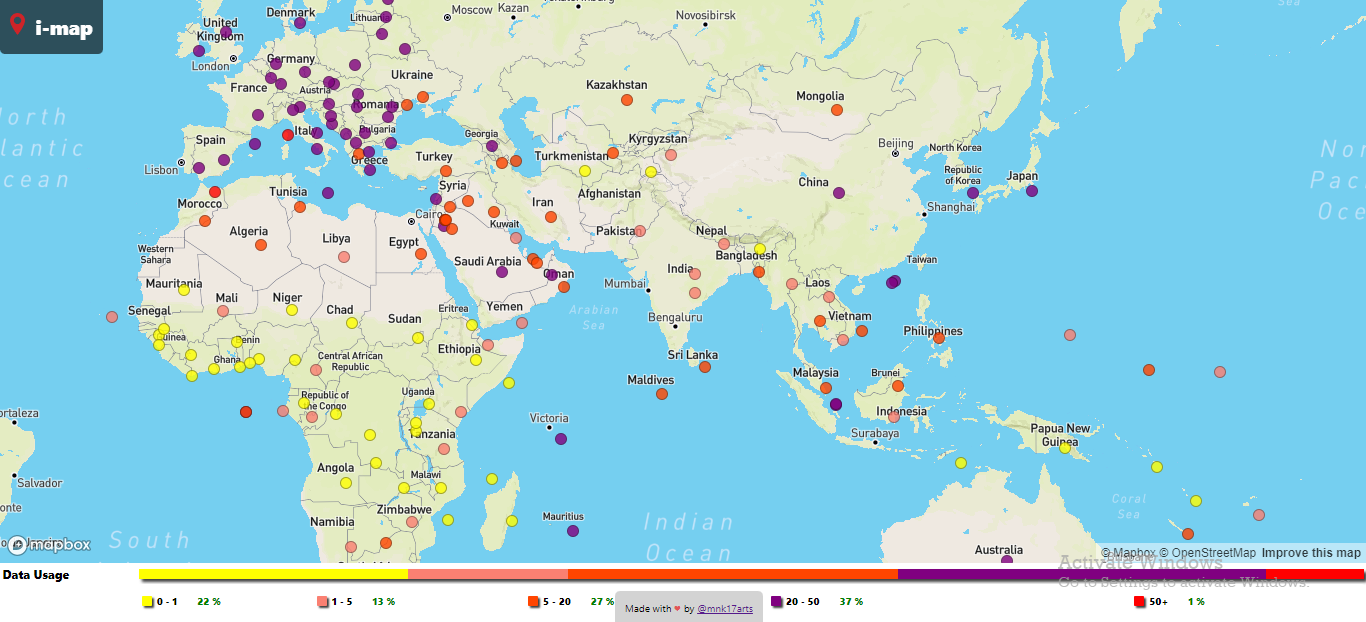 i-map
Denmark
Lithuania
Moscow
Kazan
Novosibirsk
Sea
United
Kingdom
London
Germany
Ukraine
France
Austria
Kazakhstan
Romania
Mongolia
North
Atlantic
Ocean
Italy
Bulgaria
Georgia
Kyrgyzstan
Beijing
North Korea
Spain
Lisbon
Greece
Turkey
Turkmenistan
Republic
of Korea
Japan
North
Pac
Oce
Tunisia
Syria
Afghanistan
China
Shanghai
Morocco
Cairo
Iran
Kuwait
Algeria
Libya
Egypt
Pakistan
Nepal
Western
Sahara
Saudi Arabia
Bangladesh
Taiwan
Oman
India
Mauritania
Mumbai
Laos
Mali
Niger
Senegal
Chad
Sudan
Eritrea
Yemen
Arabian
Sea
Bengaluru
Vietnam
Philippines
Guinea
Benin
Ghana
Central African
Republic
Ethiopia
Sri Lanka
Maldives
Malaysia
Brunei
Uganda
Republic of
the Congo
ortaleza
Victoria
Indonesia
Surabaya
Tanzania
Papua New
Guinea
Salvador
Angola
Malawi
Coral
Sea
onte
Zimbabwe
Mauritius
Namibia
Indian
Ocean
South
mapbox
Australia
© Mapbox © OpenStreetMap Improve this map
Activate Windows
Go to Settings to activate Windows.
Data Usage
0 - 1 22 % 1 - 5 13 % 5 - 20 27 % 20 - 50 37 % 50+ 1 %
Made with ❤ by @mnk17arts